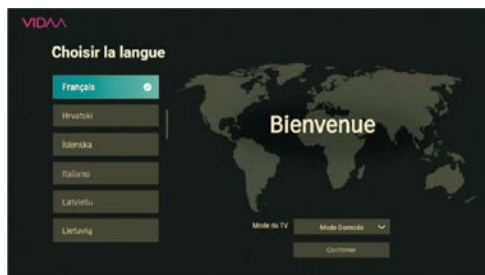 VIDAA
Choisir la langue
Français
Hrvatski
Íslenska
Italiano
Latviešu
Lietuvių
Bienvenue
Mode du TV
Mode Domicile
Confirmer